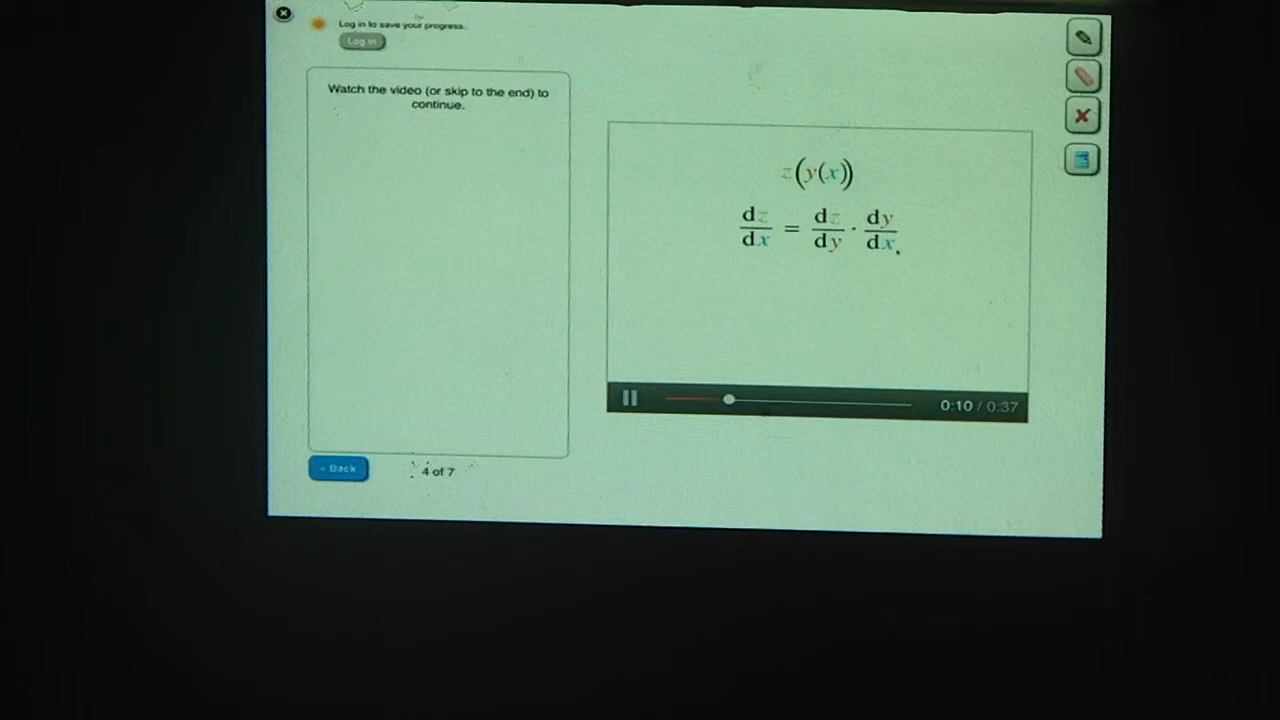 Log in to save your progress.
Log in
Watch the video (or skip to the end) to
continue.
z(y(x))
dz/dx = dz/dy · dy/dx
0:10 / 0:37
« Back
4 of 7